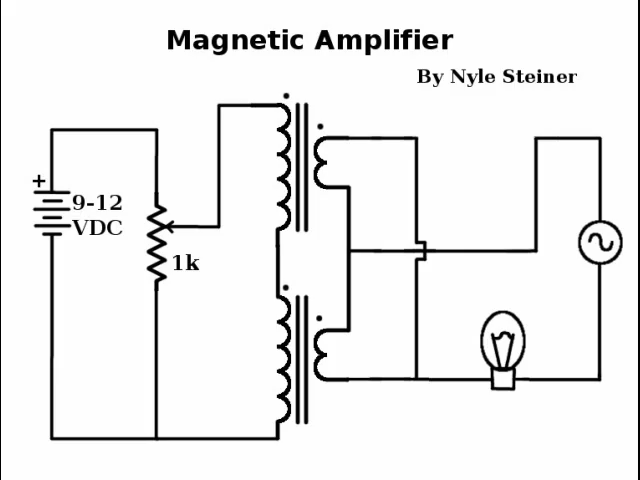 Magnetic Amplifier
By Nyle Steiner
+
9-12
VDC
1k